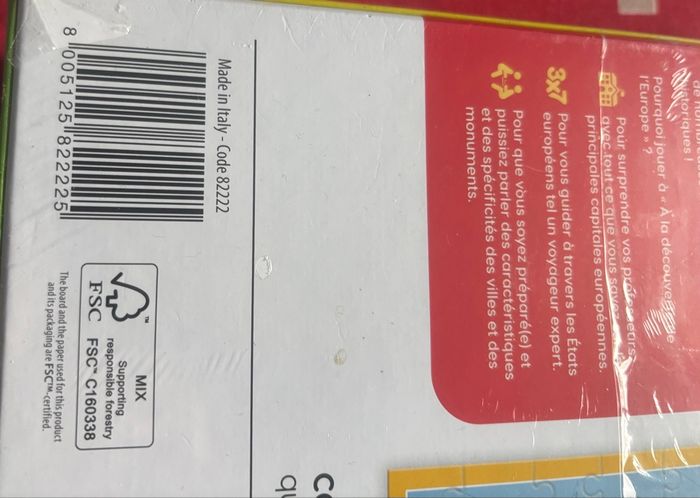 historiques !
Pourquoi jouer à « À la découverte de
l'Europe » ?
Pour surprendre vos professeurs
avec tout ce que vous savez
principales capitales européennes.
3x7
Pour vous guider à travers les États
européens tel un voyageur expert.
Pour que vous soyez préparé(e) et
puissiez parler des caractéristiques
et des spécificités des villes et des
monuments.
Made in Italy - Code 82222
8 005125 822225
FSC
MIX
Supporting
responsible forestry
FSC™ C160338
The board and the paper used for this product
and its packaging are FSC™-certified.